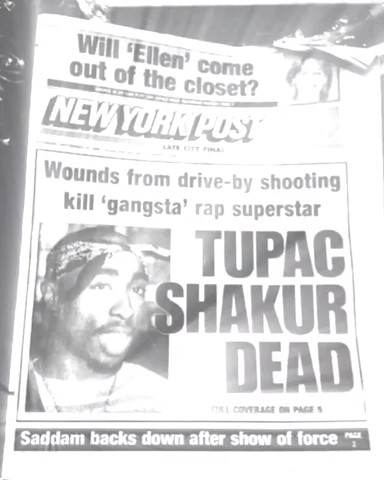 Will 'Ellen' come
out of the closet?
NEW YORK POST
LATE CITY FINAL
Wounds from drive-by shooting
kill 'gangsta' rap superstar
TUPAC
SHAKUR
DEAD
FULL COVERAGE ON PAGE 5
Saddam backs down after show of force PAGE